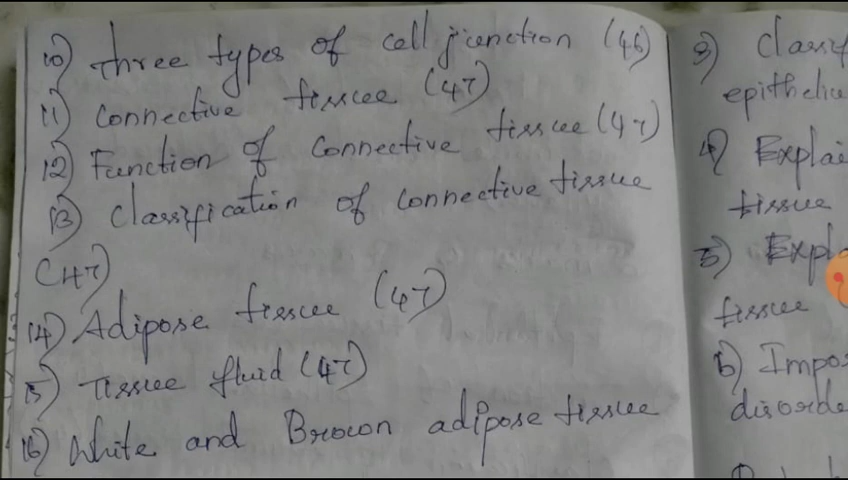 10) Three types of cell junction (46)
11) Connective tissue (47)
12) Function of Connective tissue (47)
13) Classification of connective tissue
(47)
14) Adipose tissue (47)
15) Tissue fluid (47)
16) White and Brown adipose tissue
3) Classif
epitheliu
4) Explai
tissue
5) Expl
tissue
6) Impor
disorde